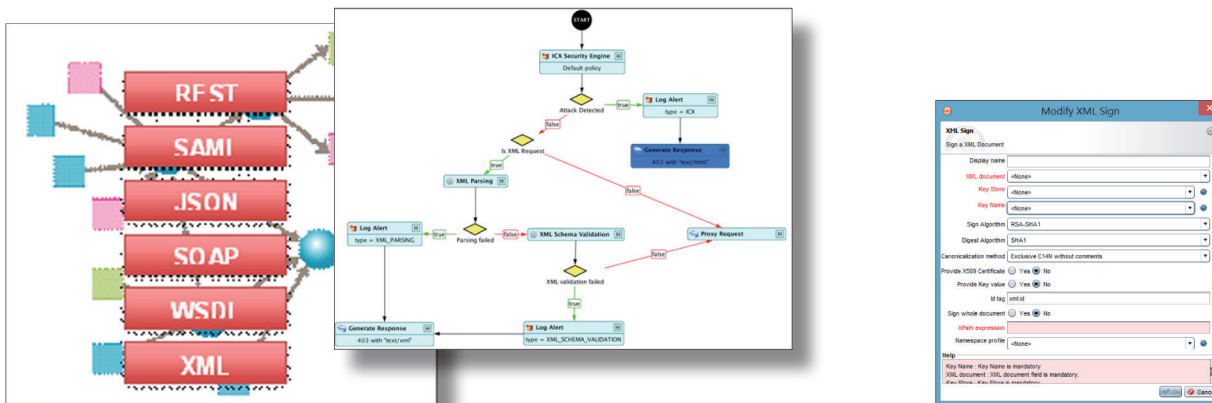 REST
SAML
JSON
SOAP
WSDL
XML
START
ICX Security Engine
Default policy
Attack Detected
true
Log Alert
type = ICX
false
Generate Response
403 with "text/html"
Is XML Request
true
false
XML Parsing
Log Alert
type = XML_PARSING
true
Parsing failed
false
XML Schema Validation
Proxy Request
false
XML validation failed
true
Generate Response
403 with "text/xml"
Log Alert
type = XML_SCHEMA_VALIDATION
Modify XML Sign
XML Sign
Sign a XML Document
Display name
XML document <None>
Key Store <None>
Key Name <None>
Sign Algorithm RSA-SHA1
Digest Algorithm SHA1
Canonicalization method Exclusive C14N without comments
Provide X509 Certificate Yes No
Provide Key value Yes No
Id tag xml:id
Sign whole document Yes No
XPath expression
Namespace profile <None>
Help
Key Name : Key Name is mandatory
XML document : XML document field is mandatory.
Key Store : Key Store is mandatory